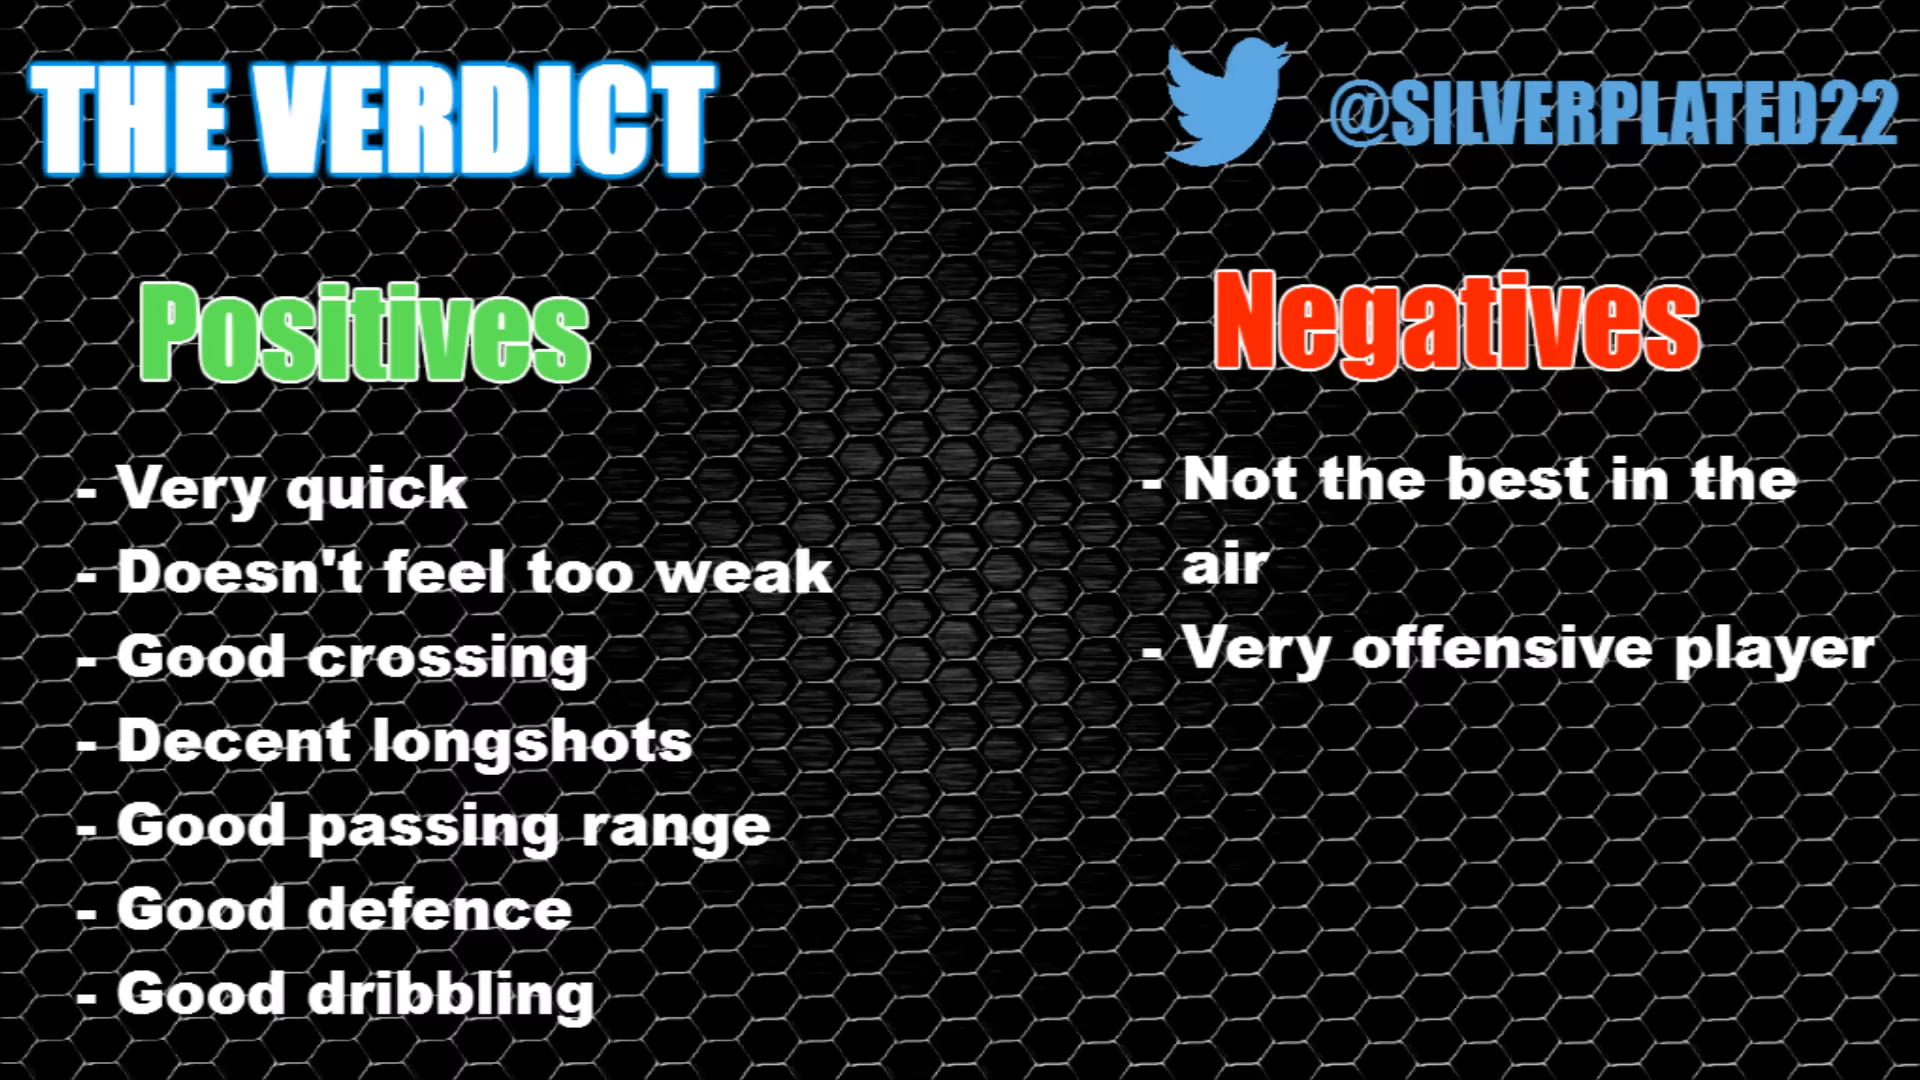 THE VERDICT
@SILVERPLATED22
Positives
- Very quick
- Doesn't feel too weak
- Good crossing
- Decent longshots
- Good passing range
- Good defence
- Good dribbling
Negatives
- Not the best in the
air
- Very offensive player